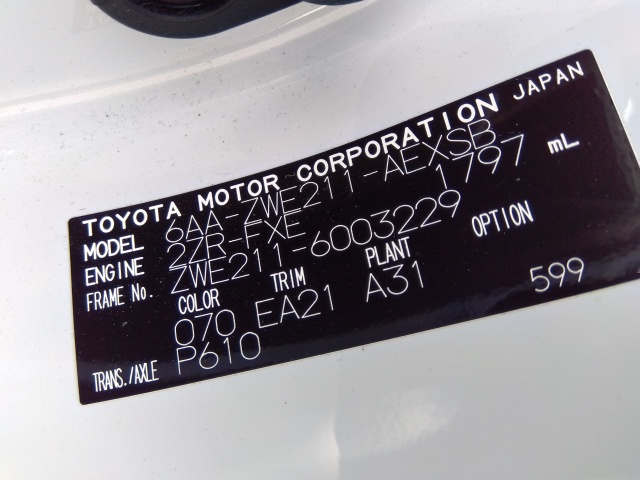 TOYOTA MOTOR CORPORATION JAPAN
MODEL 6AA-ZWE211-AEXSB
ENGINE 2ZR-FXE 1797 mL
FRAME No. ZWE211-6003229
COLOR TRIM PLANT OPTION
070 EA21 A31 599
TRANS./AXLE P610